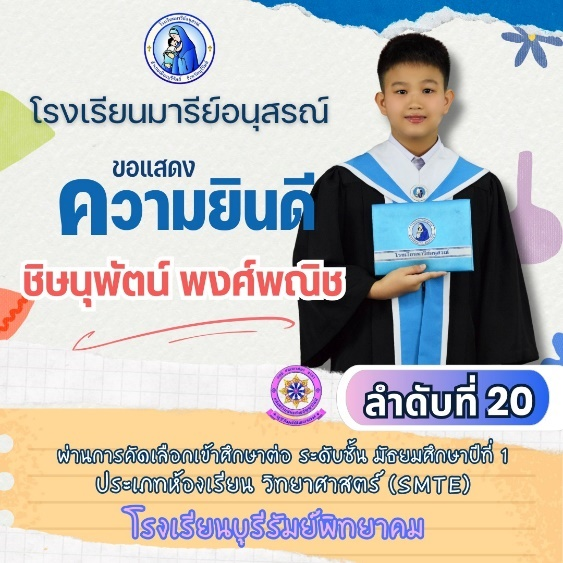 โรงเรียนมารีย์อนุสรณ์
ขอแสดง
ความยินดี
ชิษนุพัตน์ พงศ์พณิช
ลำดับที่ 20
ผ่านการคัดเลือกเข้าศึกษาต่อ ระดับชั้น มัธยมศึกษาปีที่ 1
ประเภทห้องเรียน วิทยาศาสตร์ (SMTE)
โรงเรียนบุรีรัมย์พิทยาคม